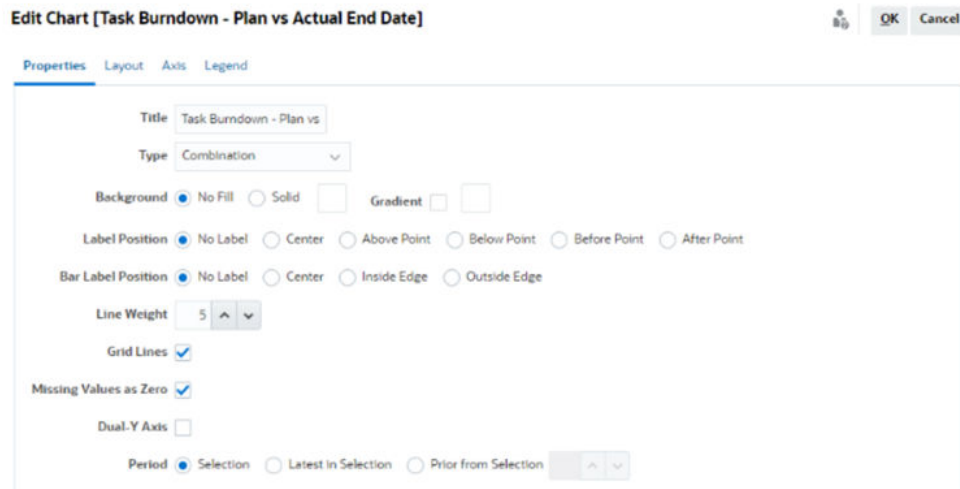 Edit Chart [Task Burndown - Plan vs Actual End Date]
OK Cancel
Properties Layout Axis Legend
Title Task Burndown - Plan vs
Type Combination
Background No Fill Solid Gradient
Label Position No Label Center Above Point Below Point Before Point After Point
Bar Label Position No Label Center Inside Edge Outside Edge
Line Weight 5
Grid Lines
Missing Values as Zero
Dual-Y Axis
Period Selection Latest in Selection Prior from Selection